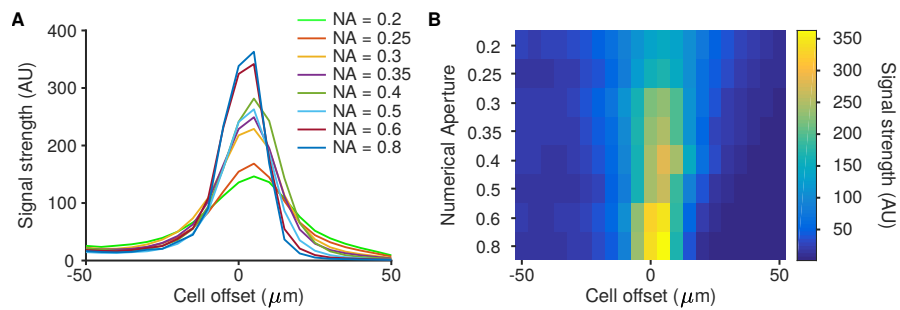 A
Signal strength (AU)
400
300
200
100
0
-50
0
50
Cell offset (μm)
NA = 0.2
NA = 0.25
NA = 0.3
NA = 0.35
NA = 0.4
NA = 0.5
NA = 0.6
NA = 0.8
B
Numerical Aperture
0.2
0.25
0.3
0.35
0.4
0.5
0.6
0.8
-50
0
50
Cell offset (μm)
350
300
250
200
150
100
50
Signal strength (AU)